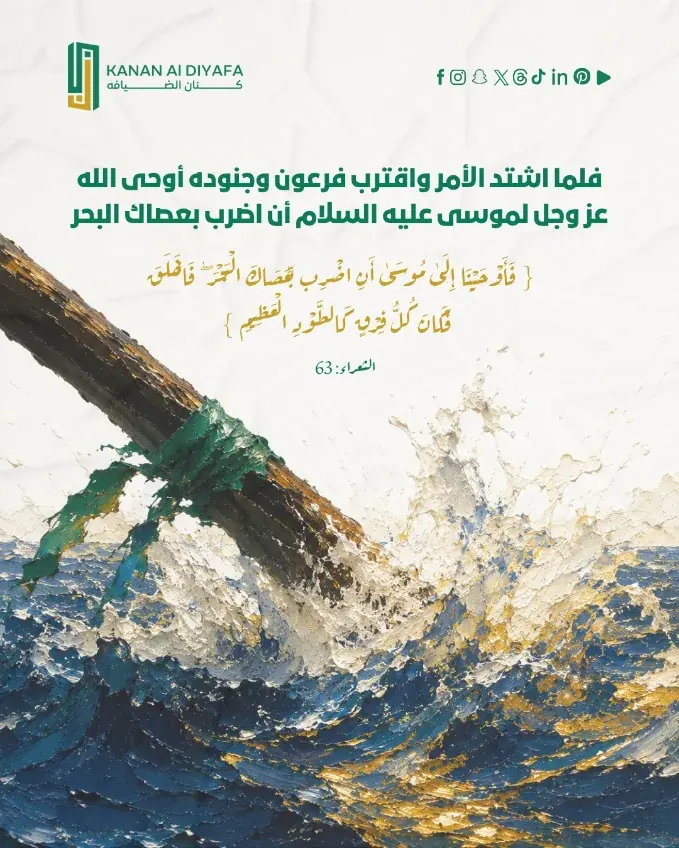 KANAN Al DIYAFA
كنان الضيافه
فلما اشتد الأمر واقترب فرعون وجنوده أوحى الله
عز وجل لموسى عليه السلام أن اضرب بعصاك البحر
{ فَأَوْحَيْنَا إِلَىٰ مُوسَىٰ أَنِ اضْرِب بِّعَصَاكَ الْبَحْرَ ۖ فَانفَلَقَ
فَكَانَ كُلُّ فِرْقٍ كَالطَّوْدِ الْعَظِيمِ }
الشعراء: 63